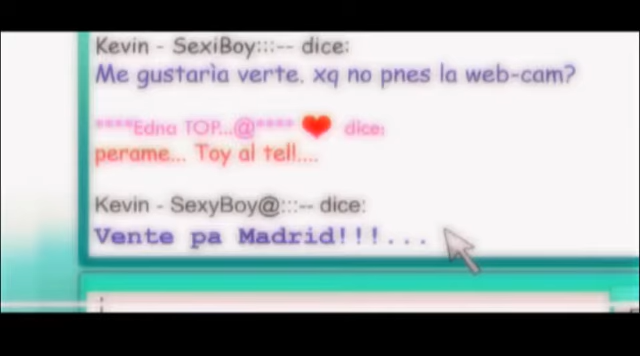 Kevin - SexiBoy:::-- dice:
Me gustarìa verte. xq no pnes la web-cam?
****Edna TOP...@**** ❤ dice:
perame... Toy al tell....
Kevin - SexyBoy@:::-- dice:
Vente pa Madrid!!!...